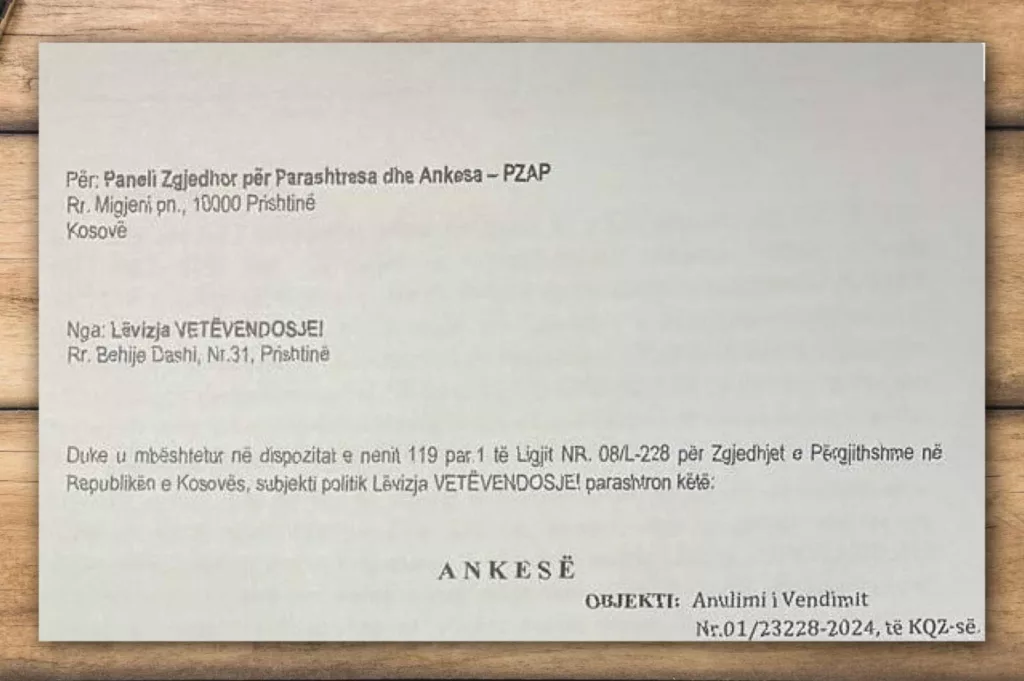 Për: Paneli Zgjedhor për Parashtresa dhe Ankesa – PZAP
Rr. Migjeni pn., 10000 Prishtinë
Kosovë
Nga: Lëvizja VETËVENDOSJE!
Rr. Behije Dashi, Nr.31, Prishtinë
Duke u mbështetur në dispozitat e nenit 119 par.1 të Ligjit NR. 08/L-228 për Zgjedhjet e Përgjithshme në
Republikën e Kosovës, subjekti politik Lëvizja VETËVENDOSJE! parashtron këtë:
ANKESË
OBJEKTI: Anulimi i Vendimit
Nr.01/23228-2024, të KQZ-së.